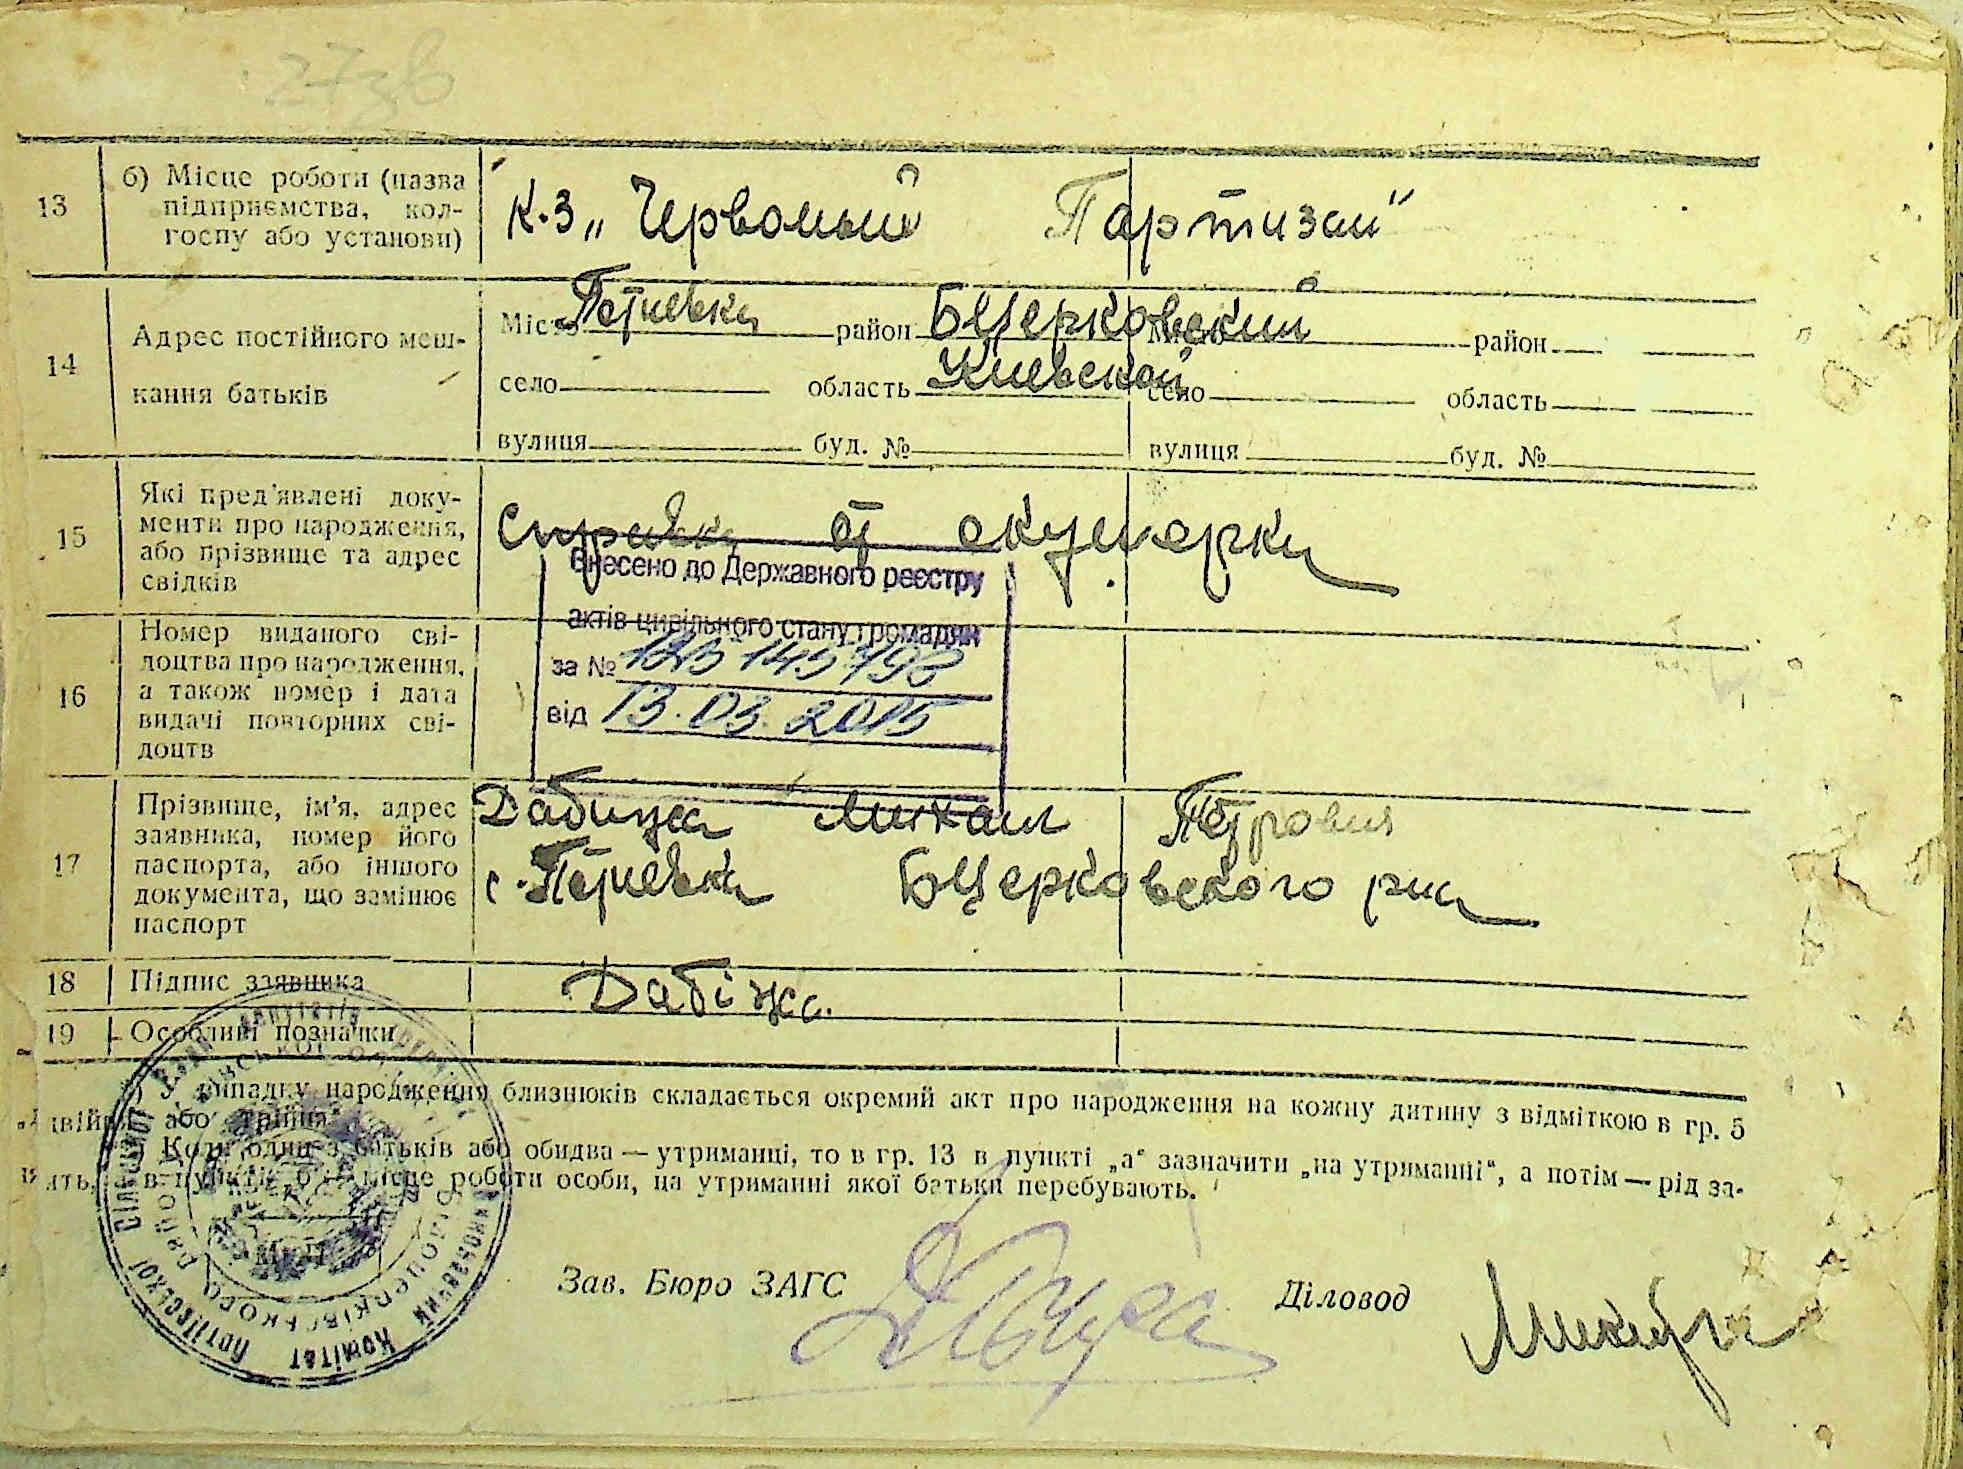 273в
13
б) Місце роботи (назва
підприємства, кол-
госпу або установи)
к-з „Червоный Партизан"
14
Адрес постійного меш-
кання батьків
Місто район БЦерковский Місто район
село область Киевской село область
вулиця буд. № вулиця буд. №
15
Які пред'явлені доку-
менти про народження,
або прізвище та адрес
свідків
Справка от акушерки
Внесено до Державного реєстру
актів цивільного стану громадян
за №
від 13.03.2015
16
Номер виданого сві-
доцтва про народження,
а також номер і дата
видачі повторних сві-
доцтв
17
Прізвище, ім'я, адрес
заявника, номер його
паспорта, або іншого
документа, що замінює
паспорт
Дабижа Михаил Петрович
с. БЦерковского р-на
18
Підпис заявника
Дабіжа.
19
Особливі позначки
) У випадку народження близнюків складається окремий акт про народження на кожну дитину з відміткою в гр. 5
„двійня" або „трійня"
Коли один з батьків або обидва — утриманці, то в гр. 13 в пункті „а" зазначити „на утриманні", а потім — рід за-
нять, в пункті б місце роботи особи, на утриманні якої батьки перебувають.
Зав. Бюро ЗАГС
Діловод
виконавчий комітет